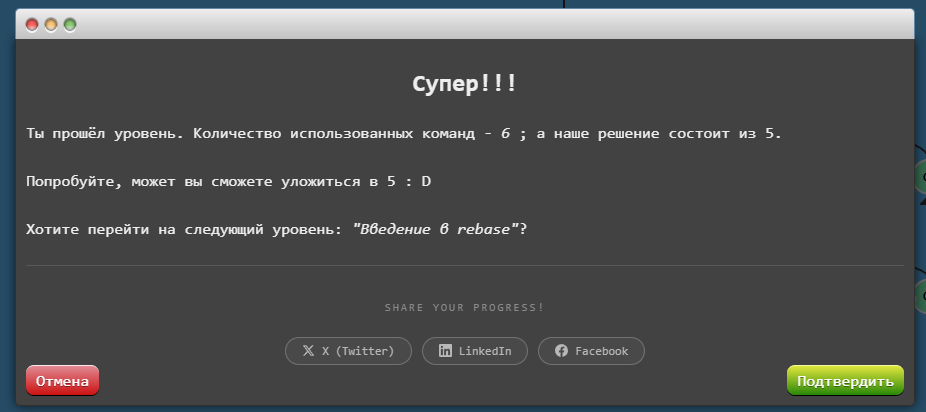 Супер!!!
Ты прошёл уровень. Количество использованных команд - 6 ; а наше решение состоит из 5.
Попробуйте, может вы сможете уложиться в 5 : D
Хотите перейти на следующий уровень: "Введение в rebase"?
SHARE YOUR PROGRESS!
X (Twitter) LinkedIn Facebook
Отмена Подтвердить